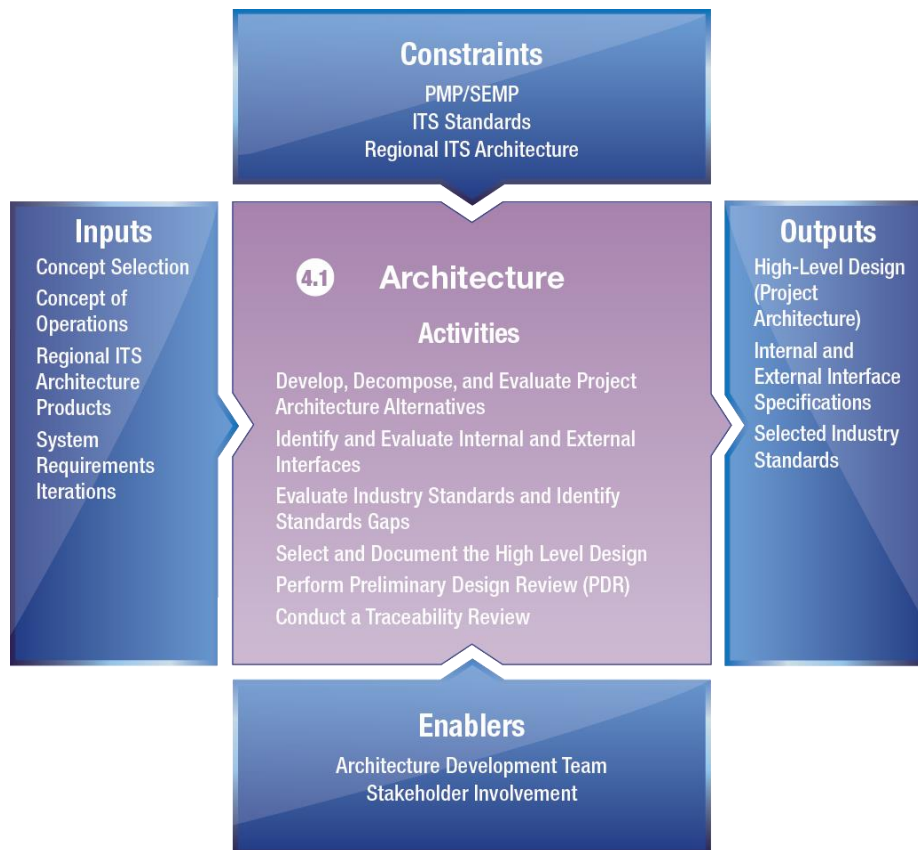 Constraints
PMP/SEMP
ITS Standards
Regional ITS Architecture
Inputs
Concept Selection
Concept of
Operations
Regional ITS
Architecture
Products
System
Requirements
Iterations
4.1 Architecture
Activities
Develop, Decompose, and Evaluate Project
Architecture Alternatives
Identify and Evaluate Internal and External
Interfaces
Evaluate Industry Standards and Identify
Standards Gaps
Select and Document the High Level Design
Perform Preliminary Design Review (PDR)
Conduct a Traceability Review
Outputs
High-Level Design
(Project
Architecture)
Internal and
External Interface
Specifications
Selected Industry
Standards
Enablers
Architecture Development Team
Stakeholder Involvement